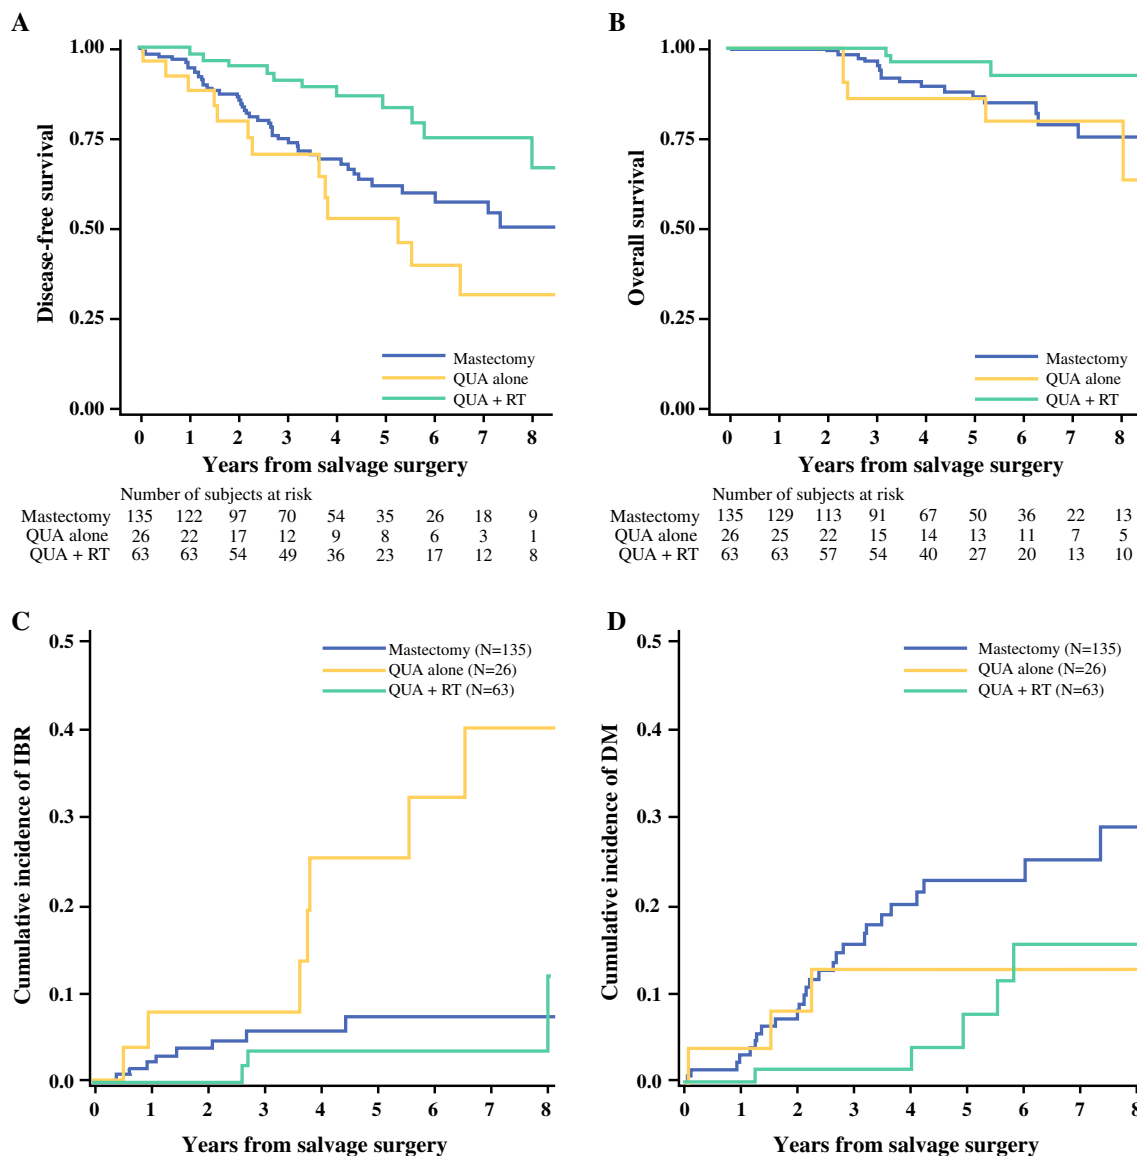 A
Disease-free survival
1.00
0.75
0.50
0.25
0.00
Mastectomy
QUA alone
QUA + RT
0 1 2 3 4 5 6 7 8
Years from salvage surgery
Number of subjects at risk
Mastectomy 135 122 97 70 54 35 26 18 9
QUA alone 26 22 17 12 9 8 6 3 1
QUA + RT 63 63 54 49 36 23 17 12 8
B
Overall survival
1.00
0.75
0.50
0.25
0.00
Mastectomy
QUA alone
QUA + RT
0 1 2 3 4 5 6 7 8
Years from salvage surgery
Number of subjects at risk
Mastectomy 135 129 113 91 67 50 36 22 13
QUA alone 26 25 22 15 14 13 11 7 5
QUA + RT 63 63 57 54 40 27 20 13 10
C
Cumulative incidence of IBR
0.5
0.4
0.3
0.2
0.1
0.0
Mastectomy (N=135)
QUA alone (N=26)
QUA + RT (N=63)
0 1 2 3 4 5 6 7 8
Years from salvage surgery
D
Cumulative incidence of DM
0.5
0.4
0.3
0.2
0.1
0.0
Mastectomy (N=135)
QUA alone (N=26)
QUA + RT (N=63)
0 1 2 3 4 5 6 7 8
Years from salvage surgery